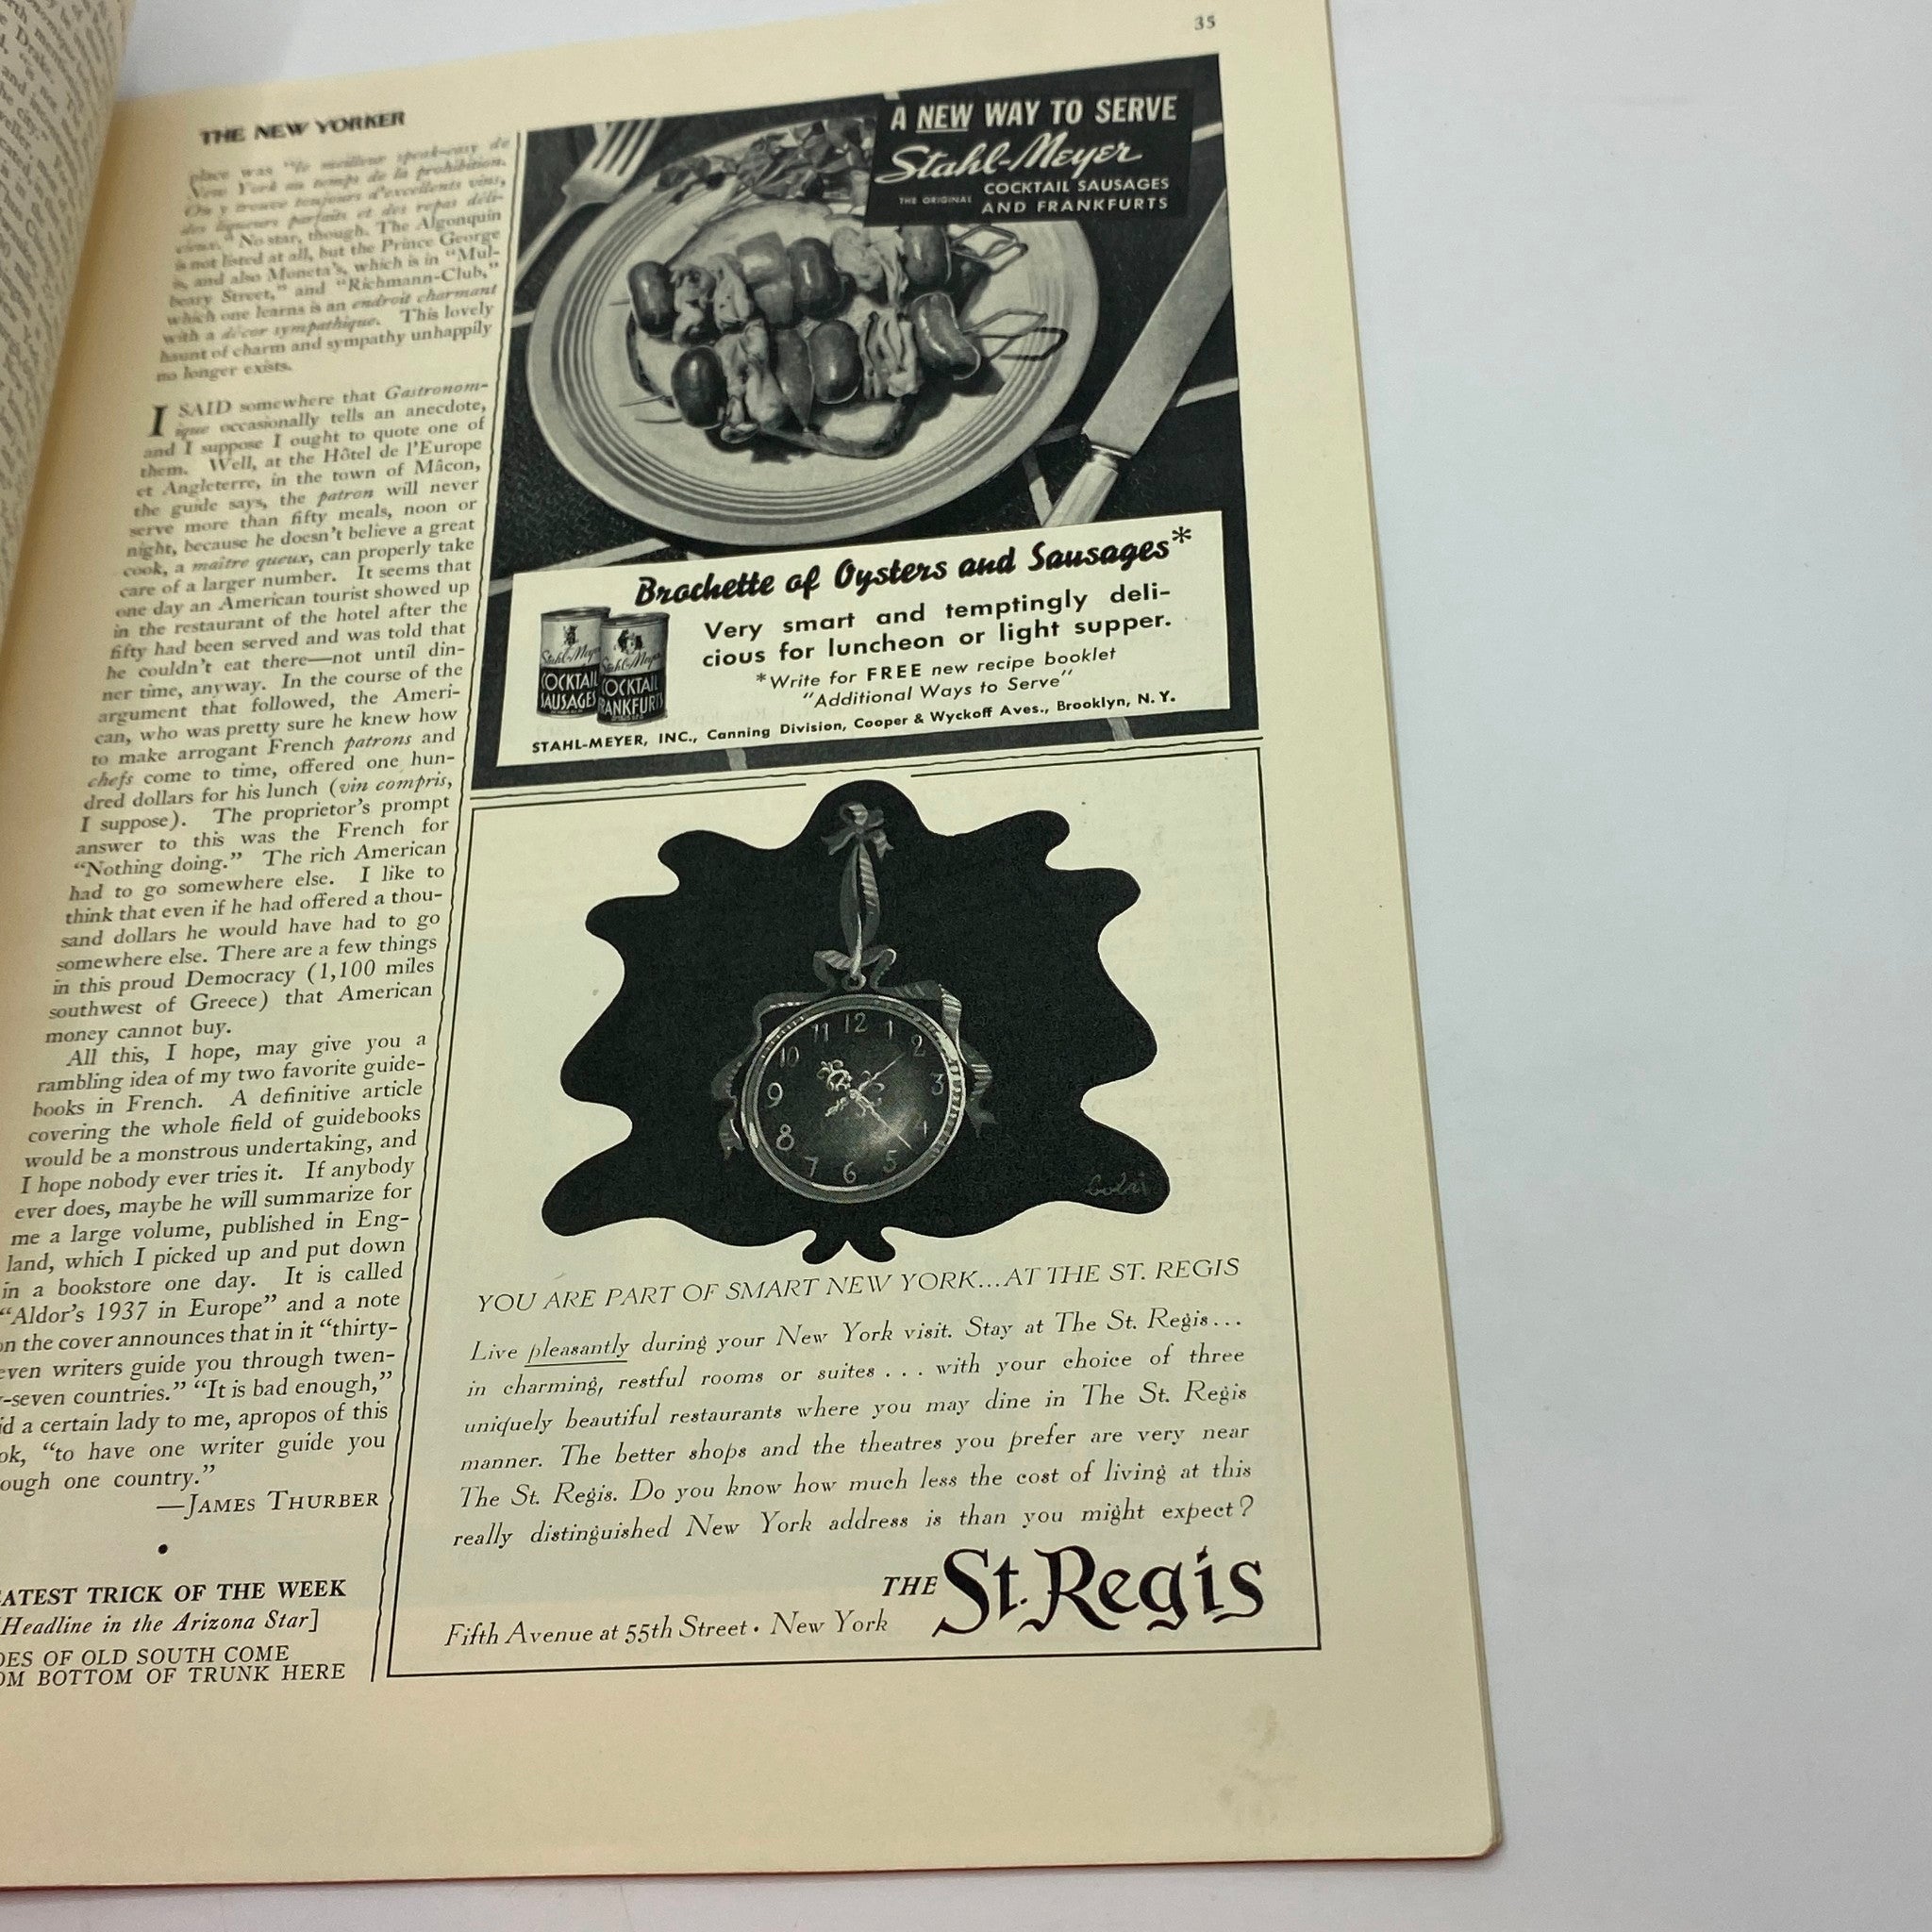 35
THE NEW YORKER
place was “le meilleur speak-easy de
New York au temps de la prohibition.
On y trouve toujours d’excellents vins,
des liqueurs parfaits et des repas déli-
cieux.” No star, though. The Algonquin
is not listed at all, but the Prince George
is, and also Moneta’s, which is in “Mul-
beary Street,” and “Richmann-Club,”
which one learns is an endroit charmant
with a décor sympathique. This lovely
haunt of charm and sympathy unhappily
no longer exists.
I SAID somewhere that Gastronom-
ique occasionally tells an anecdote,
and I suppose I ought to quote one of
them. Well, at the Hôtel de l’Europe
et Angleterre, in the town of Mâcon,
the guide says, the patron will never
serve more than fifty meals, noon or
night, because he doesn’t believe a great
cook, a maître queux, can properly take
care of a larger number. It seems that
one day an American tourist showed up
in the restaurant of the hotel after the
fifty had been served and was told that
he couldn’t eat there—not until din-
ner time, anyway. In the course of the
argument that followed, the Ameri-
can, who was pretty sure he knew how
to make arrogant French patrons and
chefs come to time, offered one hun-
dred dollars for his lunch (vin compris,
I suppose). The proprietor’s prompt
answer to this was the French for
“Nothing doing.” The rich American
had to go somewhere else. I like to
think that even if he had offered a thou-
sand dollars he would have had to go
somewhere else. There are a few things
in this proud Democracy (1,100 miles
southwest of Greece) that American
money cannot buy.
All this, I hope, may give you a
rambling idea of my two favorite guide-
books in French. A definitive article
covering the whole field of guidebooks
would be a monstrous undertaking, and
I hope nobody ever tries it. If anybody
ever does, maybe he will summarize for
me a large volume, published in Eng-
land, which I picked up and put down
in a bookstore one day. It is called
“Aldor’s 1937 in Europe” and a note
on the cover announces that in it “thirty-
even writers guide you through twen-
y-seven countries.” “It is bad enough,”
id a certain lady to me, apropos of this
ok, “to have one writer guide you
ough one country.”
—JAMES THURBER
EATEST TRICK OF THE WEEK
[Headline in the Arizona Star]
DES OF OLD SOUTH COME
OM BOTTOM OF TRUNK HERE
A NEW WAY TO SERVE
Stahl-Meyer
THE ORIGINAL COCKTAIL SAUSAGES
AND FRANKFURTS
Brochette of Oysters and Sausages*
Very smart and temptingly deli-
cious for luncheon or light supper.
*Write for FREE new recipe booklet
“Additional Ways to Serve”
Stahl-Meyer
COCKTAIL
SAUSAGES
Stahl-Meyer
COCKTAIL
FRANKFURTS
STAHL-MEYER, INC., Canning Division, Cooper & Wyckoff Aves., Brooklyn, N. Y.
12 1 2 3 4 5 6 7 8 9 10 11
bobri
YOU ARE PART OF SMART NEW YORK...AT THE ST. REGIS
Live pleasantly during your New York visit. Stay at The St. Regis...
in charming, restful rooms or suites ... with your choice of three
uniquely beautiful restaurants where you may dine in The St. Regis
manner. The better shops and the theatres you prefer are very near
The St. Regis. Do you know how much less the cost of living at this
really distinguished New York address is than you might expect?
THE St. Regis
Fifth Avenue at 55th Street · New York